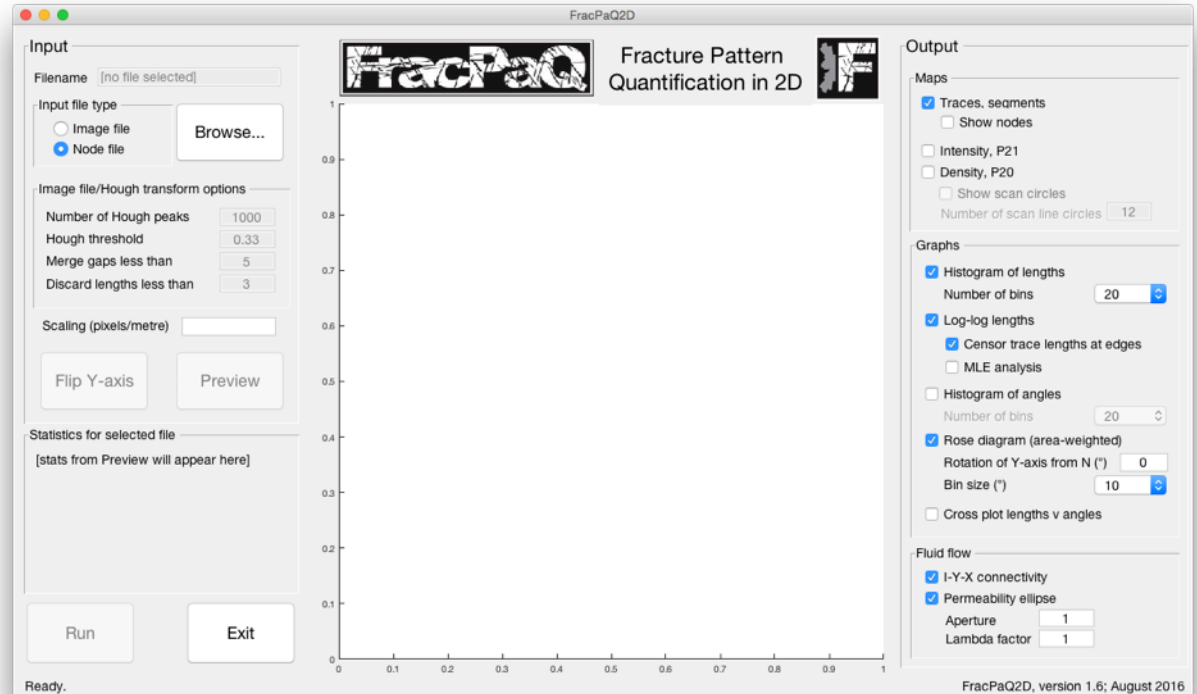 FracPaQ2D
Input
Filename [no file selected]
Input file type
Image file
Node file
Browse...
Image file/Hough transform options
Number of Hough peaks 1000
Hough threshold 0.33
Merge gaps less than 5
Discard lengths less than 3
Scaling (pixels/metre)
Flip Y-axis Preview
Statistics for selected file
[stats from Preview will appear here]
Run Exit
Ready.
FracPaQ
Fracture Pattern
Quantification in 2D
F
1
0.9
0.8
0.7
0.6
0.5
0.4
0.3
0.2
0.1
0
0 0.1 0.2 0.3 0.4 0.5 0.6 0.7 0.8 0.9 1
Output
Maps
Traces, segments
Show nodes
Intensity, P21
Density, P20
Show scan circles
Number of scan line circles 12
Graphs
Histogram of lengths
Number of bins 20
Log-log lengths
Censor trace lengths at edges
MLE analysis
Histogram of angles
Number of bins 20
Rose diagram (area-weighted)
Rotation of Y-axis from N (°) 0
Bin size (°) 10
Cross plot lengths v angles
Fluid flow
I-Y-X connectivity
Permeability ellipse
Aperture 1
Lambda factor 1
FracPaQ2D, version 1.6; August 2016